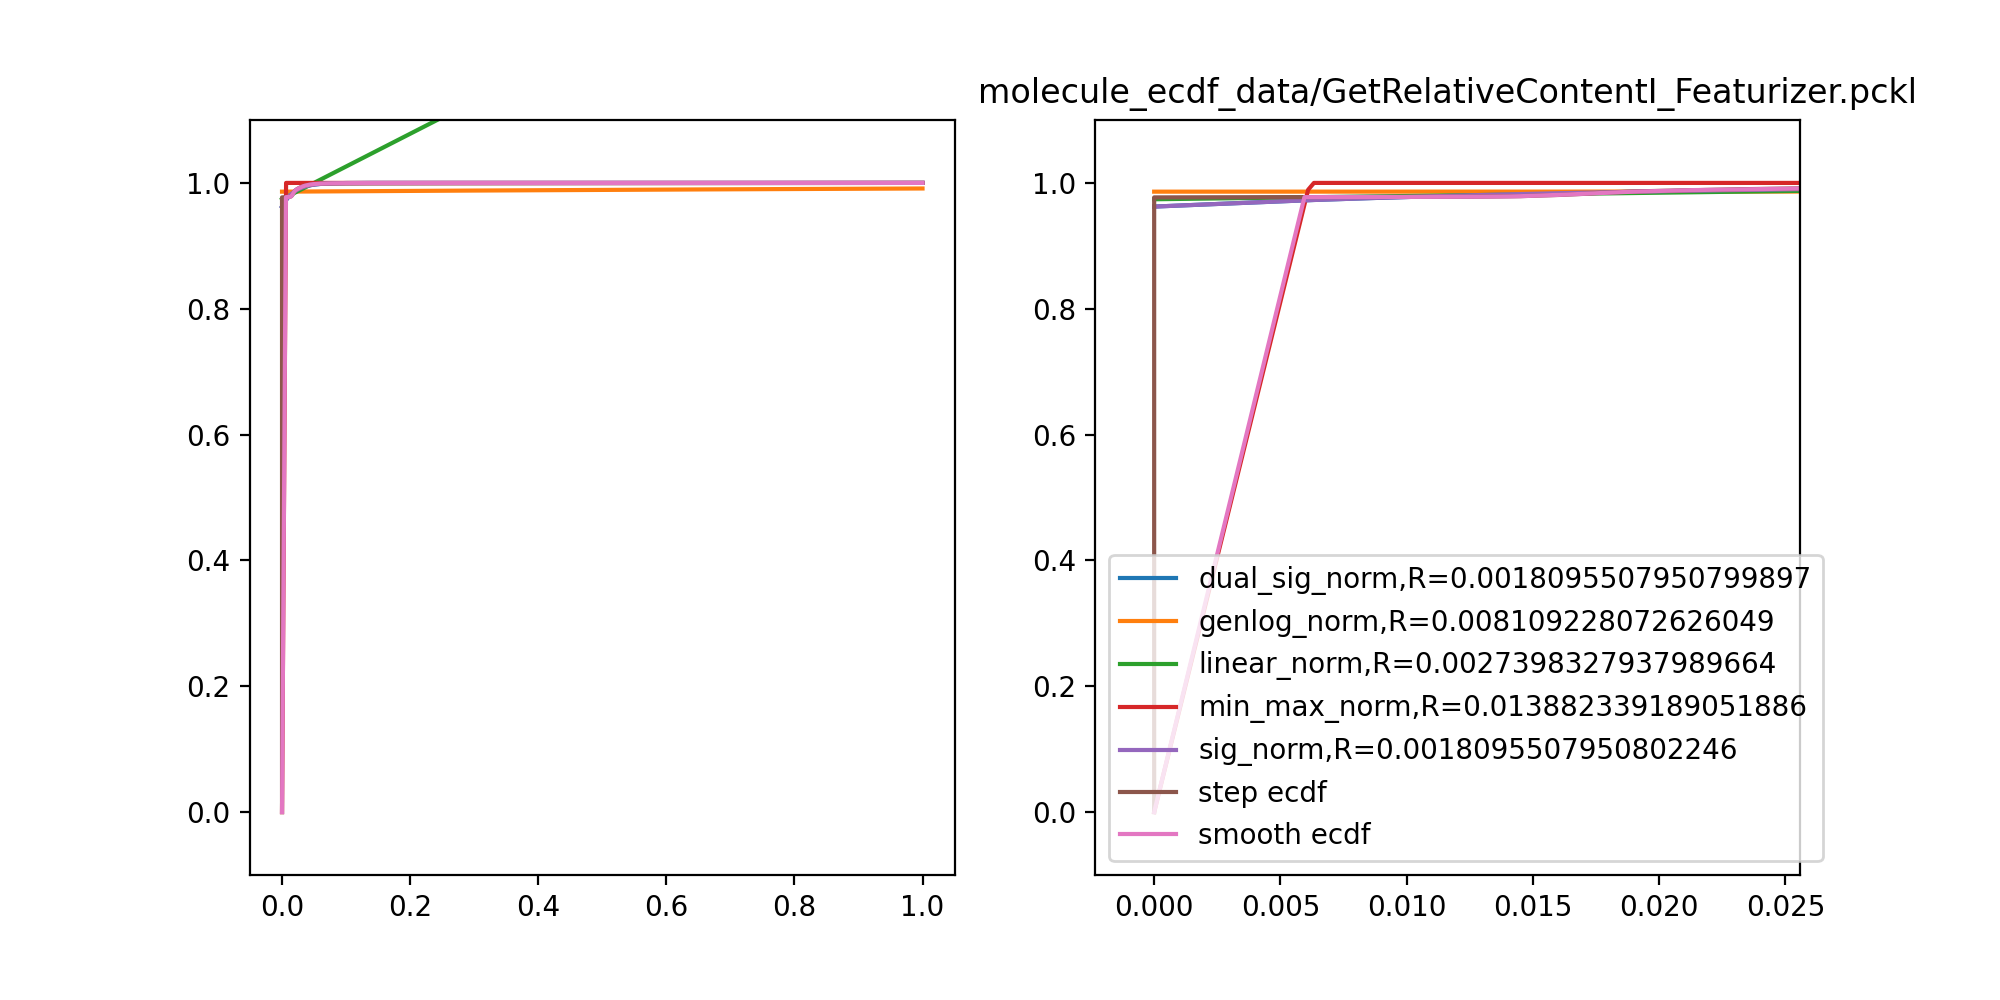 molecule_ecdf_data/GetRelativeContentI_Featurizer.pckl
1.0
0.8
0.6
0.4
0.2
0.0
0.0 0.2 0.4 0.6 0.8 1.0
1.0
0.8
0.6
0.4
0.2
0.0
dual_sig_norm,R=0.0018095507950799897
genlog_norm,R=0.008109228072626049
linear_norm,R=0.0027398327937989664
min_max_norm,R=0.013882339189051886
sig_norm,R=0.0018095507950802246
step ecdf
smooth ecdf
0.000 0.005 0.010 0.015 0.020 0.025